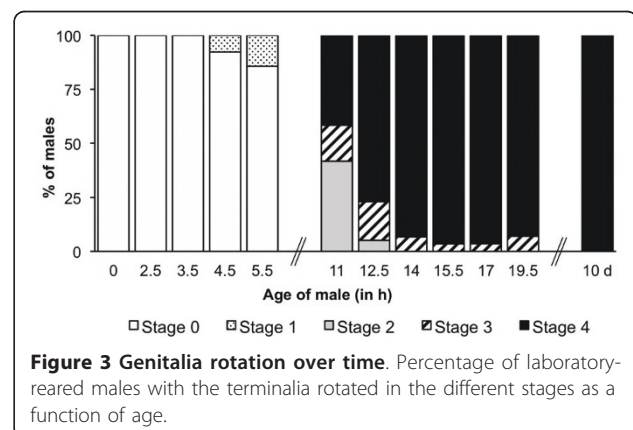 100
75
50
25
0
% of males
0 2.5 3.5 4.5 5.5 11 12.5 14 15.5 17 19.5 10 d
Age of male (in h)
Stage 0 Stage 1 Stage 2 Stage 3 Stage 4
Figure 3 Genitalia rotation over time. Percentage of laboratory-
reared males with the terminalia rotated in the different stages as a
function of age.